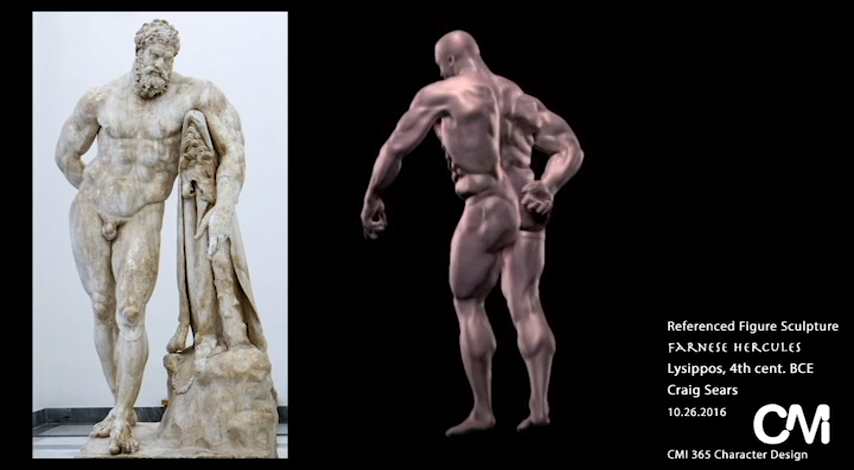 Referenced Figure Sculpture
FARNESE HERCULES
Lysippos, 4th cent. BCE
Craig Sears
10.26.2016
CMI
CMI 365 Character Design